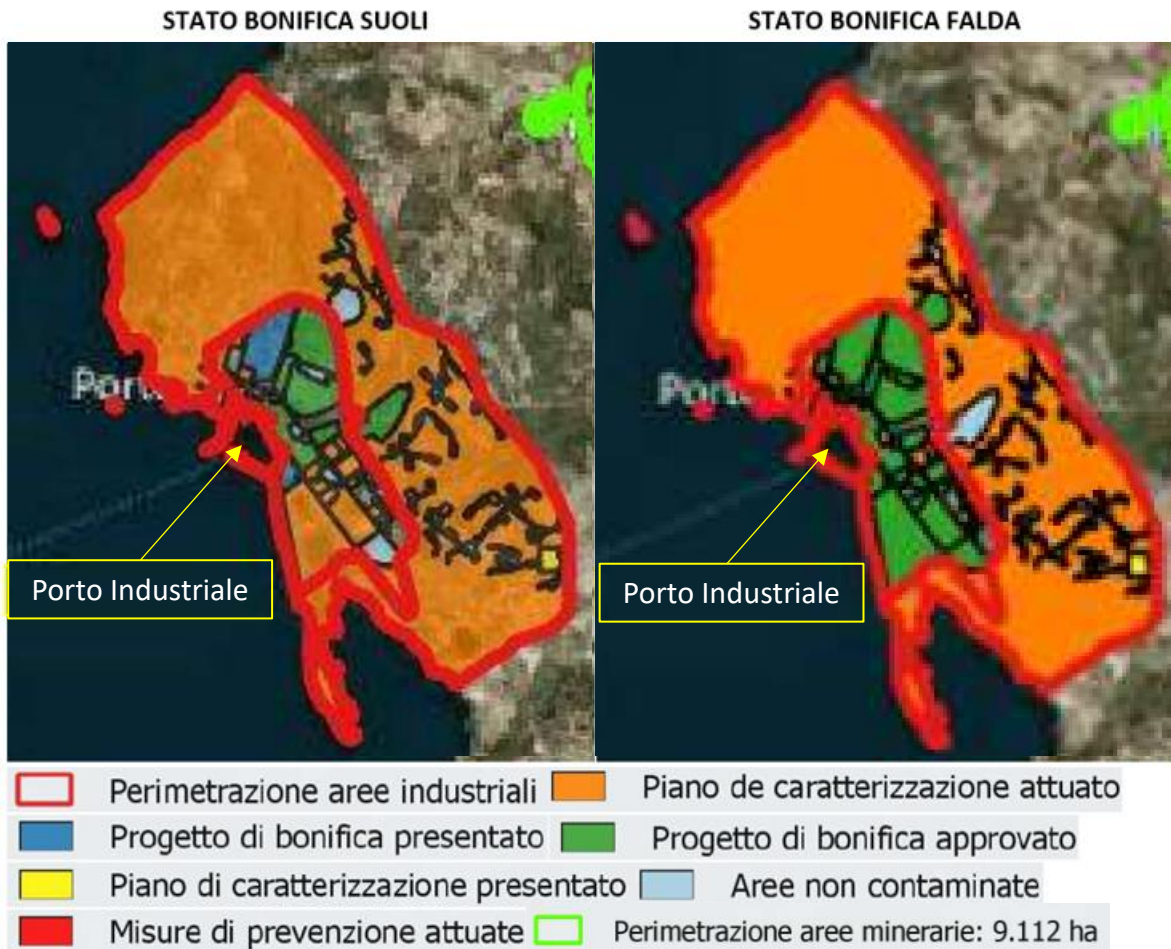 STATO BONIFICA SUOLI
STATO BONIFICA FALDA
Porto Industriale
Porto Industriale
Perimetrazione aree industriali
Piano de caratterizzazione attuato
Progetto di bonifica presentato
Progetto di bonifica approvato
Piano di caratterizzazione presentato
Aree non contaminate
Misure di prevenzione attuate
Perimetrazione aree minerarie: 9.112 ha